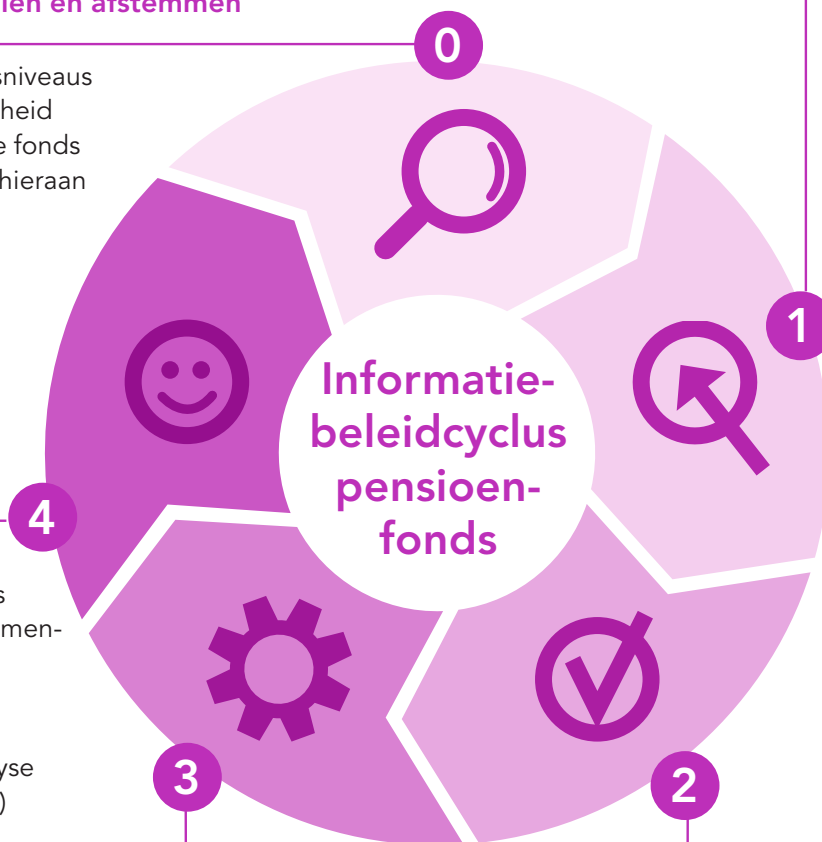 len en afstemmen
0
sniveaus
heid
e fonds
hieraan
1
Informatie-
beleidcyclus
pensioen-
fonds
4
s
men-
yse
)
3
2